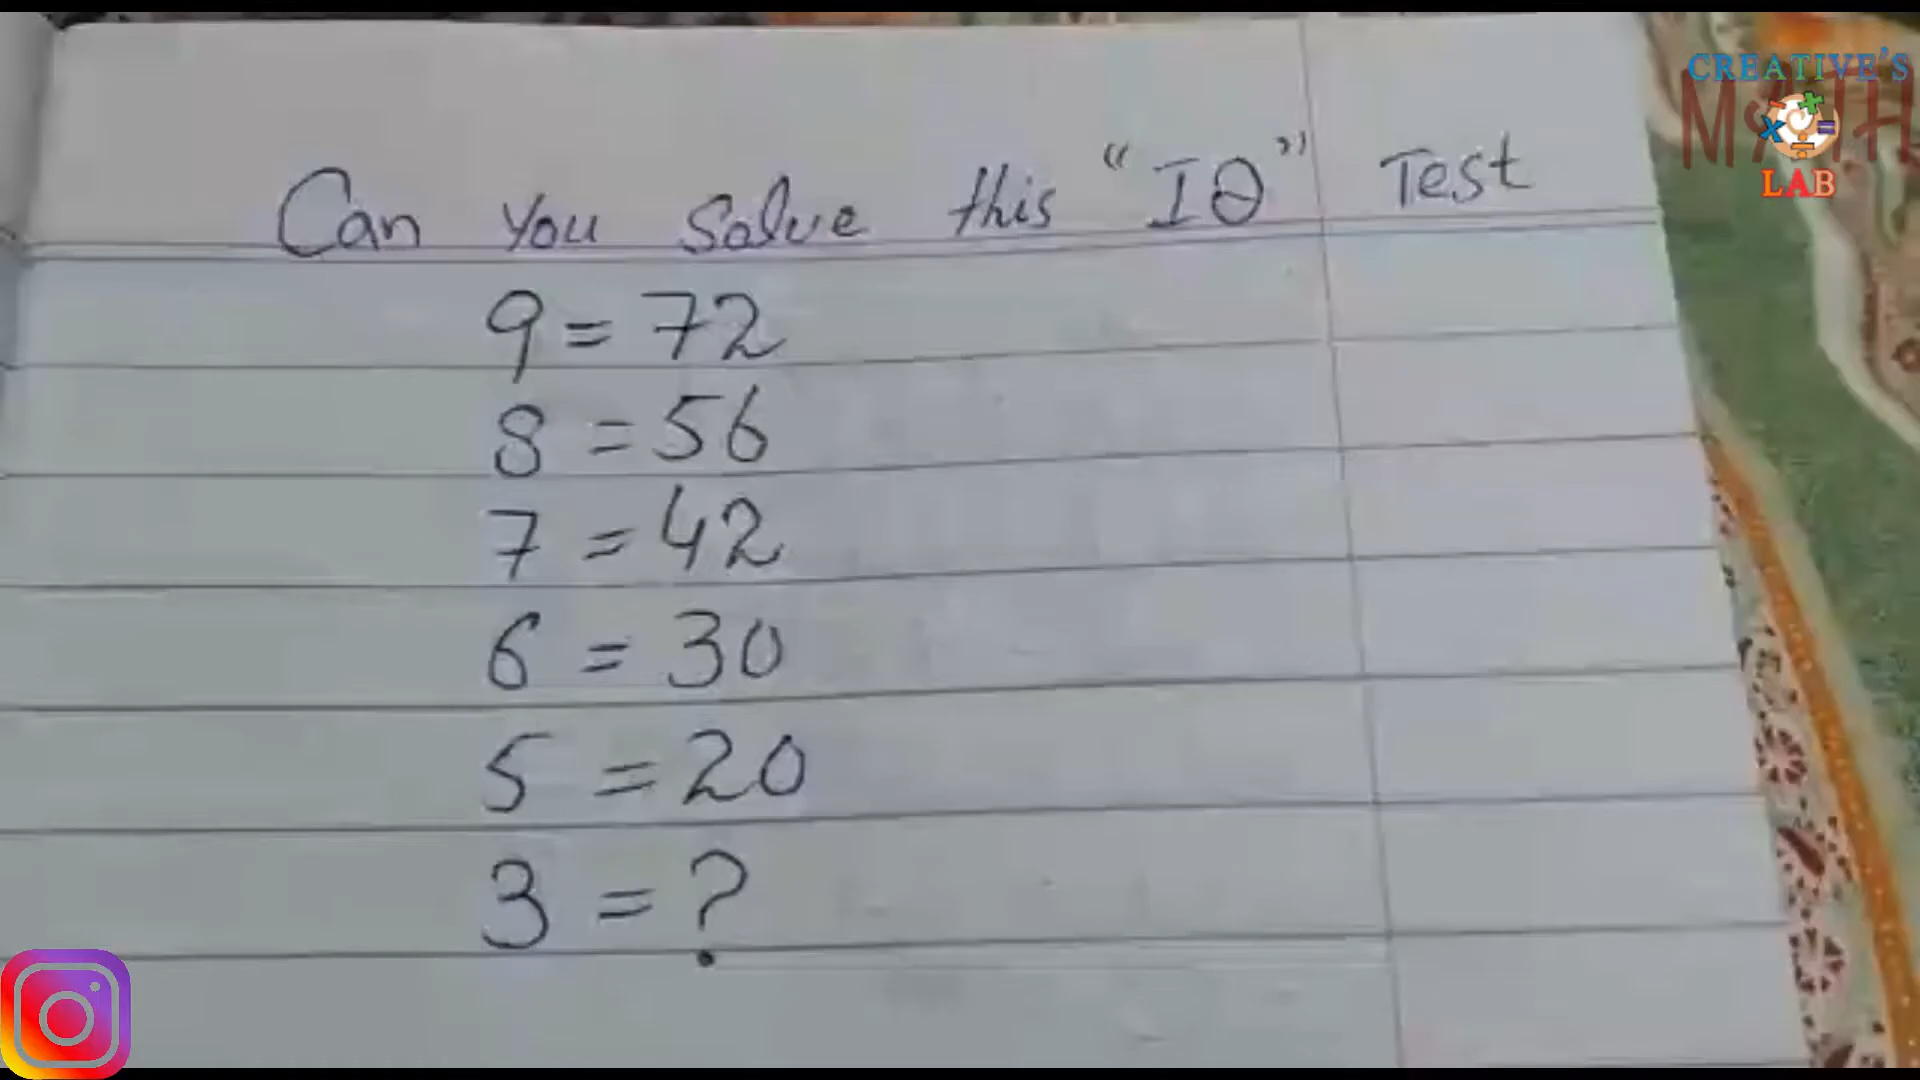 CREATIVE'S
MATH
LAB
Can You Solve this "IQ" Test
9 = 72
8 = 56
7 = 42
6 = 30
5 = 20
3 = ?